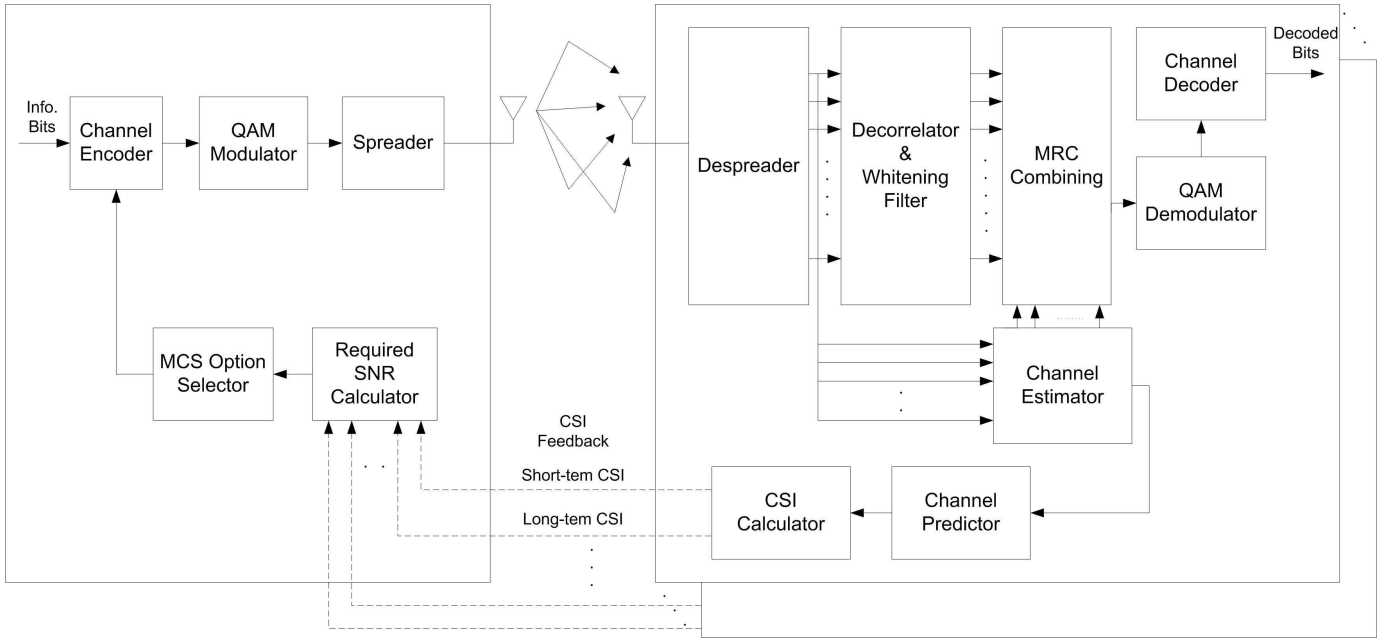 Info.
Bits
Channel
Encoder
QAM
Modulator
Spreader
Despreader
Decorrelator
&
Whitening
Filter
MRC
Combining
Channel
Decoder
Decoded
Bits
QAM
Demodulator
MCS Option
Selector
Required
SNR
Calculator
Channel
Estimator
CSI
Feedback
Short-tem CSI
Long-tem CSI
CSI
Calculator
Channel
Predictor